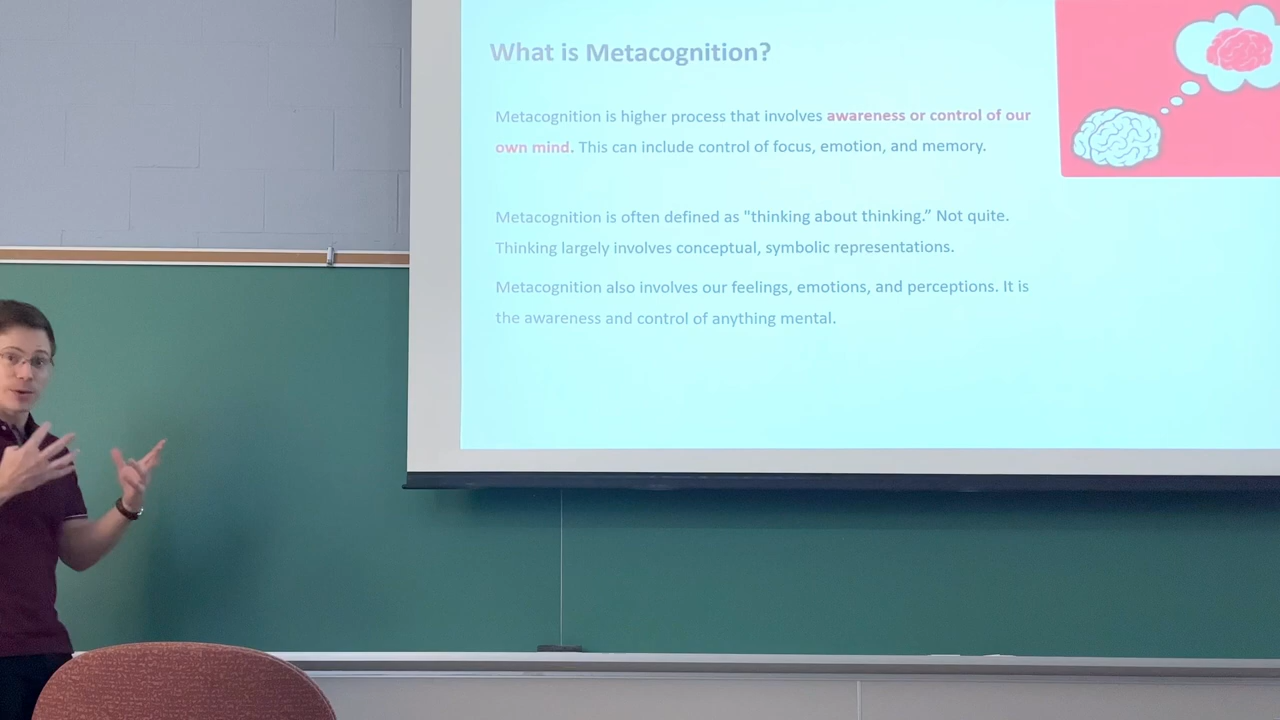 What is Metacognition?
Metacognition is higher process that involves awareness or control of our
own mind. This can include control of focus, emotion, and memory.
Metacognition is often defined as "thinking about thinking.” Not quite.
Thinking largely involves conceptual, symbolic representations.
Metacognition also involves our feelings, emotions, and perceptions. It is
the awareness and control of anything mental.